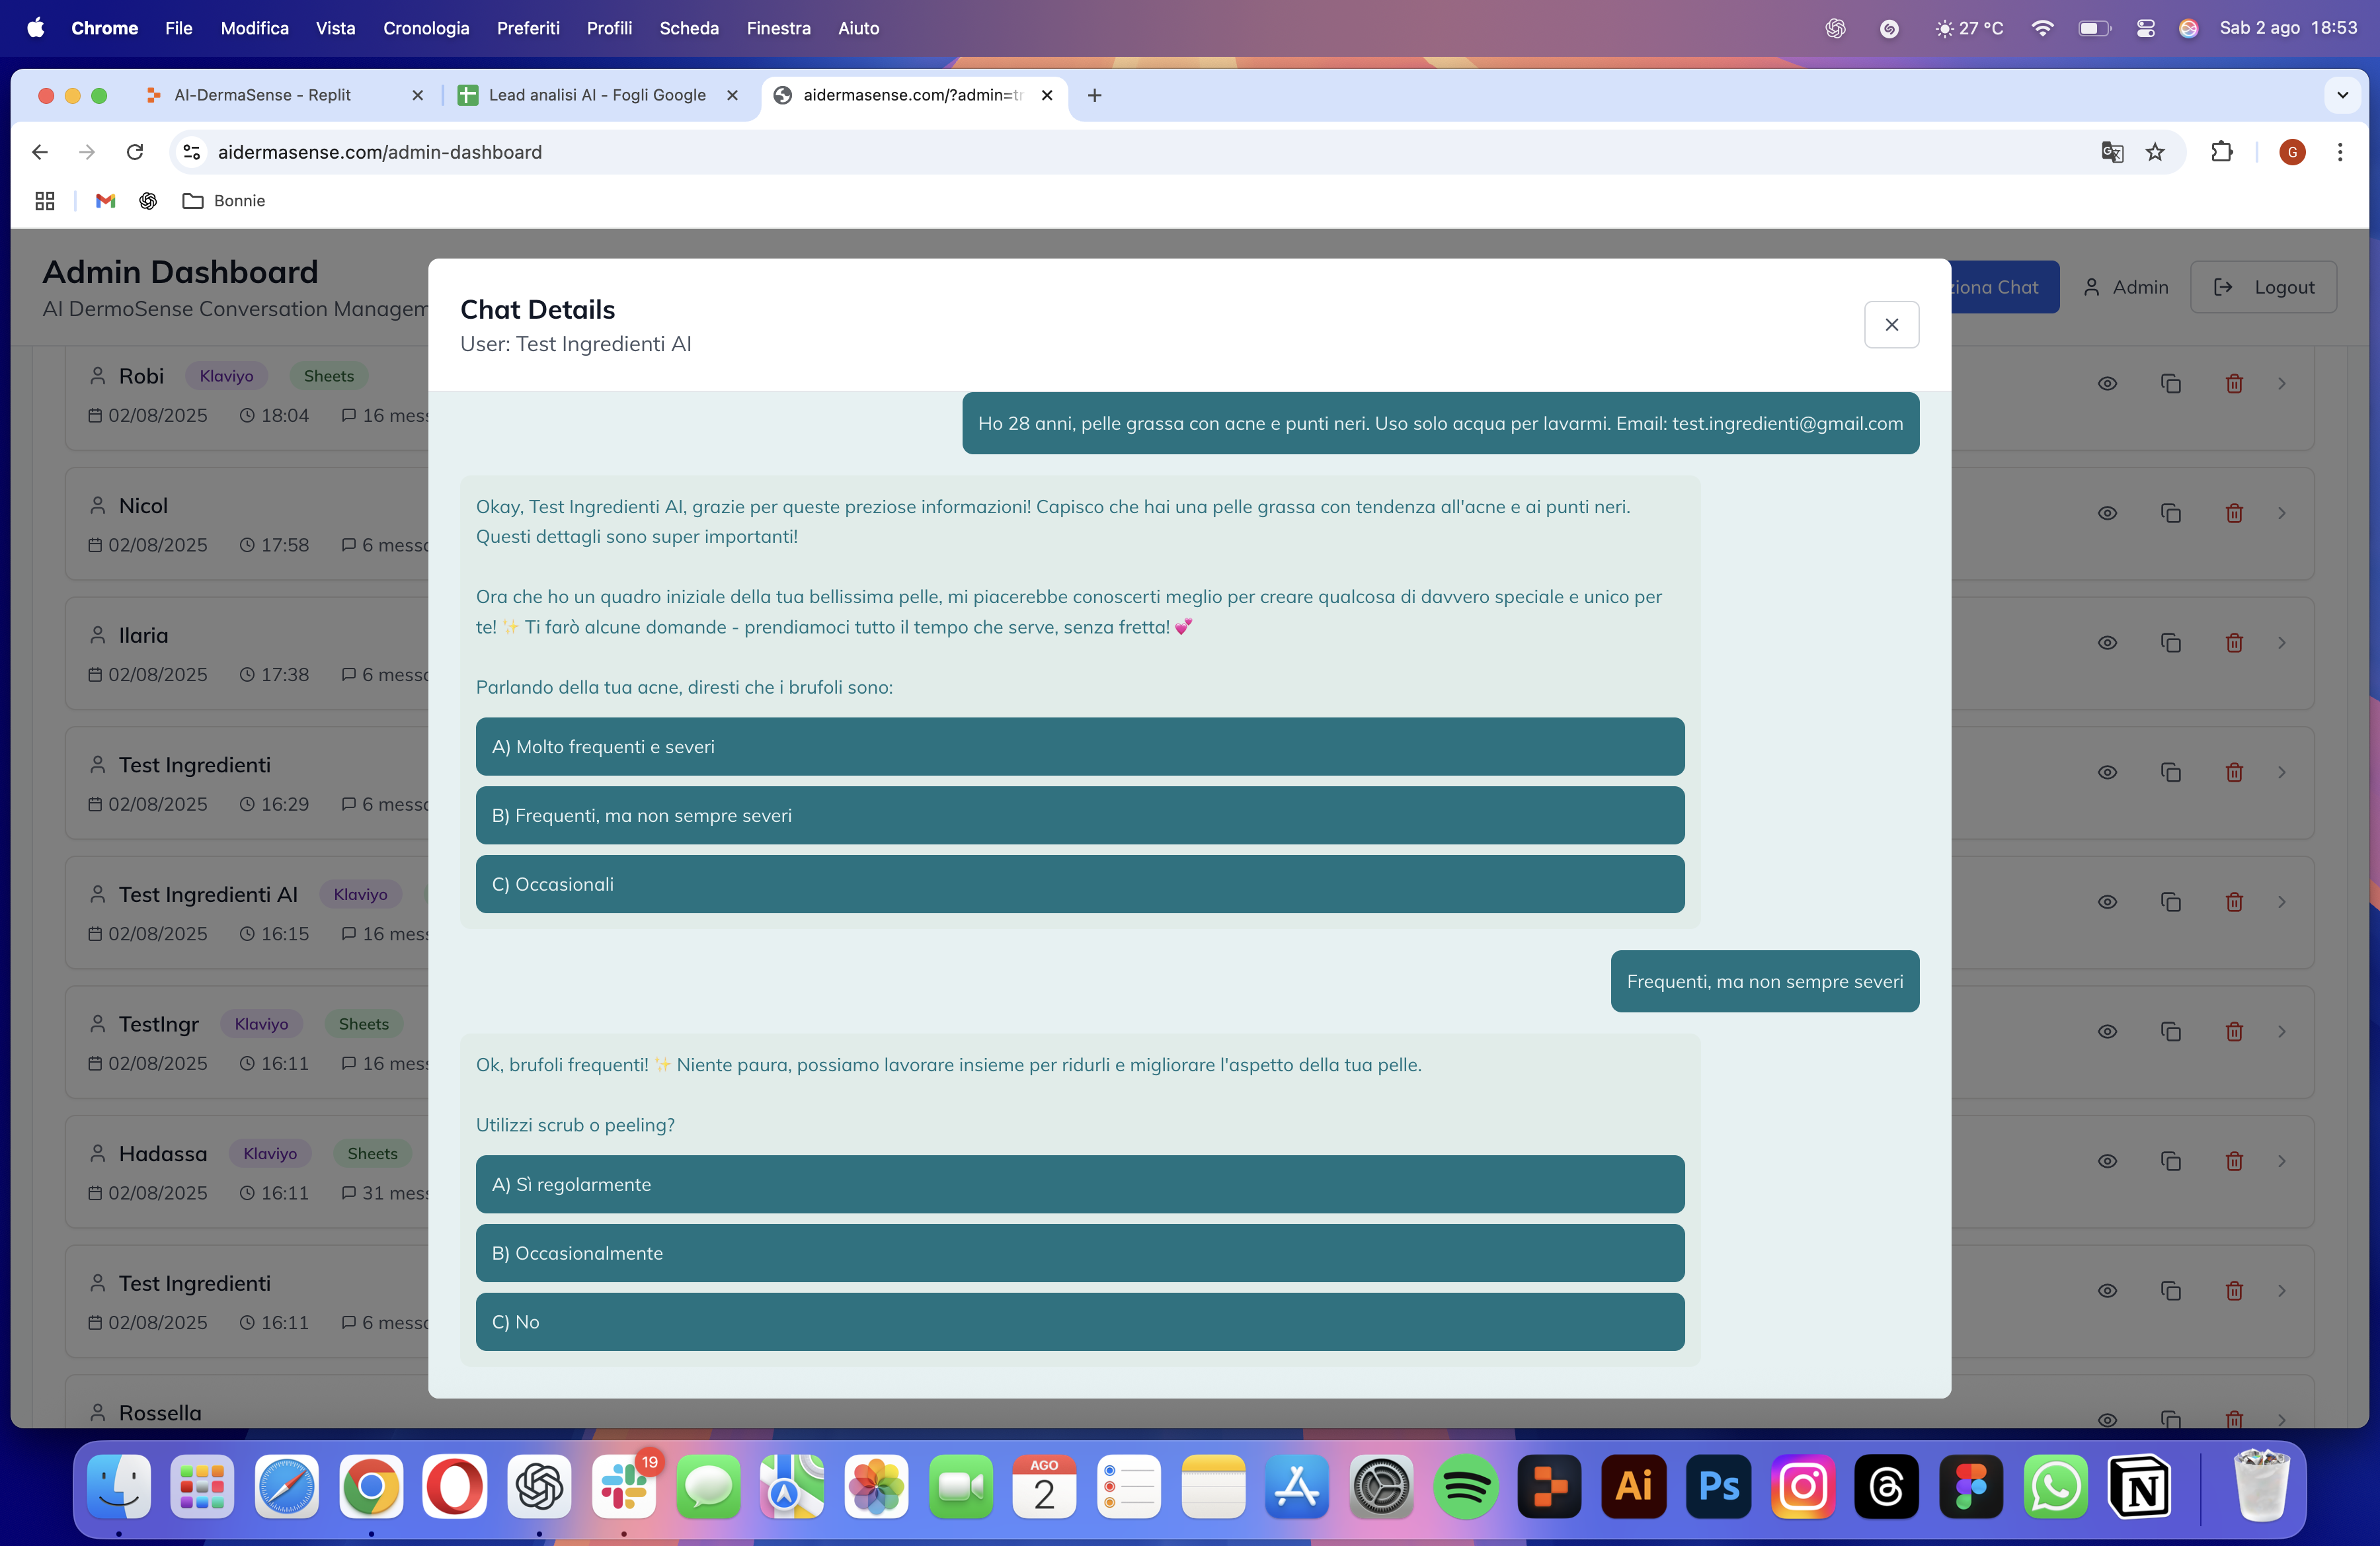 Chrome File Modifica Vista Cronologia Preferiti Profili Scheda Finestra Aiuto 27 °C Sab 2 ago 18:53
AI-DermaSense - Replit Lead analisi AI - Fogli Google aidermasense.com/?admin=tr
aidermasense.com/admin-dashboard G
Bonnie
Admin Dashboard
AI DermoSense Conversation Managem
ziona Chat Admin Logout
Robi Klaviyo Sheets
02/08/2025 18:04 16 mess
Nicol
02/08/2025 17:58 6 messa
Ilaria
02/08/2025 17:38 6 messa
Test Ingredienti
02/08/2025 16:29 6 messa
Test Ingredienti AI Klaviyo
02/08/2025 16:15 16 mess
TestIngr Klaviyo Sheets
02/08/2025 16:11 16 mess
Hadassa Klaviyo Sheets
02/08/2025 16:11 31 mess
Test Ingredienti
02/08/2025 16:11 6 messa
Rossella
Chat Details
User: Test Ingredienti AI
Ho 28 anni, pelle grassa con acne e punti neri. Uso solo acqua per lavarmi. Email: test.ingredienti@gmail.com
Okay, Test Ingredienti AI, grazie per queste preziose informazioni! Capisco che hai una pelle grassa con tendenza all'acne e ai punti neri.
Questi dettagli sono super importanti!
Ora che ho un quadro iniziale della tua bellissima pelle, mi piacerebbe conoscerti meglio per creare qualcosa di davvero speciale e unico per
te! ✨ Ti farò alcune domande - prendiamoci tutto il tempo che serve, senza fretta! 💕
Parlando della tua acne, diresti che i brufoli sono:
A) Molto frequenti e severi
B) Frequenti, ma non sempre severi
C) Occasionali
Frequenti, ma non sempre severi
Ok, brufoli frequenti! ✨ Niente paura, possiamo lavorare insieme per ridurli e migliorare l'aspetto della tua pelle.
Utilizzi scrub o peeling?
A) Sì regolarmente
B) Occasionalmente
C) No
19
AGO
2
Ai
Ps